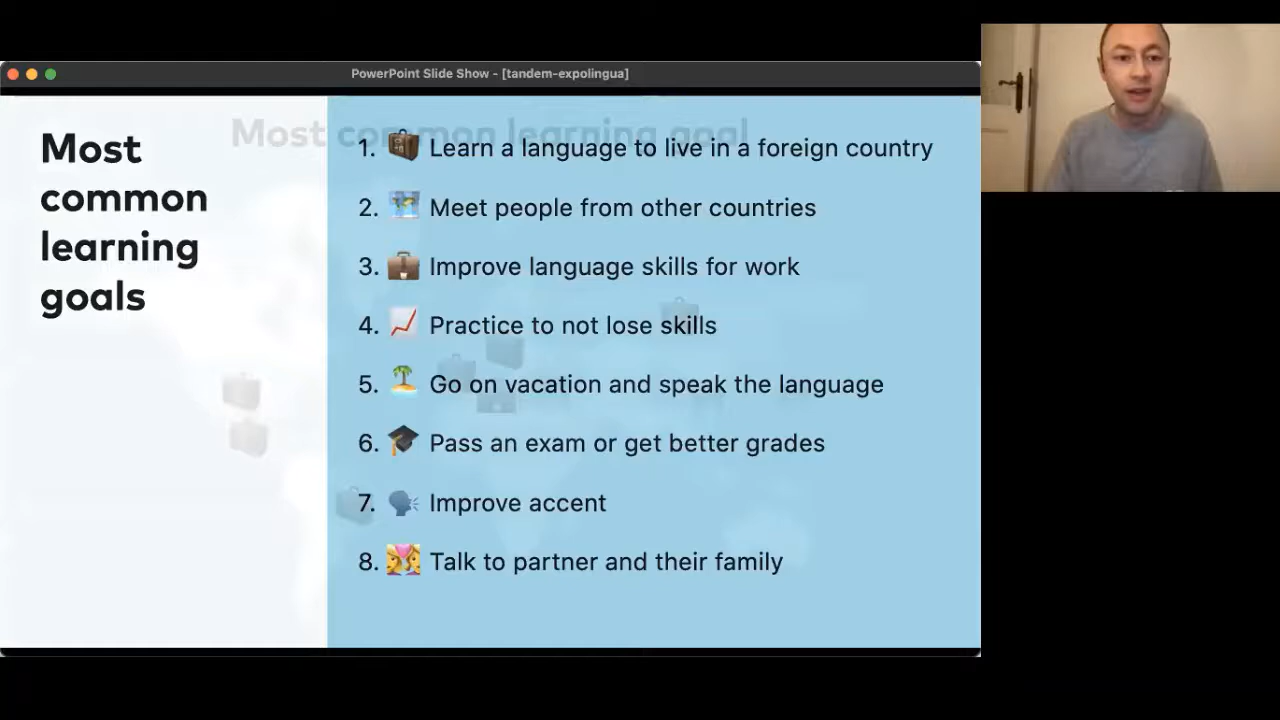 PowerPoint Slide Show - [tandem-expolingua]
Most common learning goal
Most
common
learning
goals
1. Learn a language to live in a foreign country
2. Meet people from other countries
3. Improve language skills for work
4. Practice to not lose skills
5. Go on vacation and speak the language
6. Pass an exam or get better grades
7. Improve accent
8. Talk to partner and their family